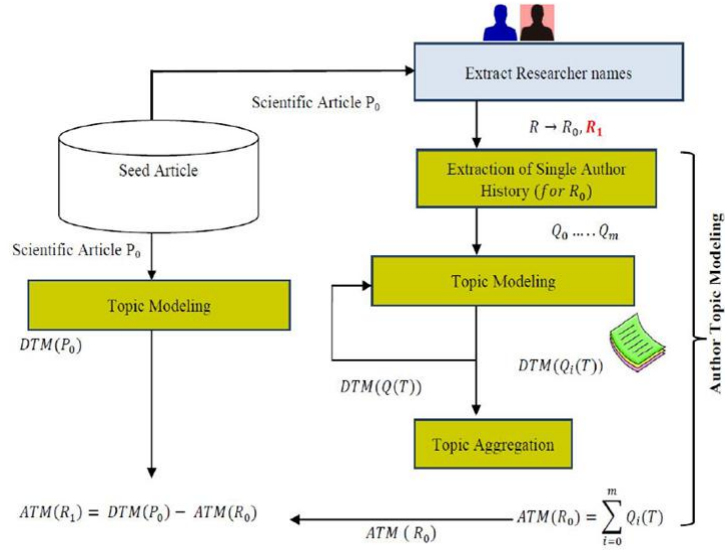 Extract Researcher names
Scientific Article P₀
R → R₀, R₁
Seed Article
Extraction of Single Author
History (for R₀)
Q₀ ..... Qₘ
Scientific Article P₀
Topic Modeling
Topic Modeling
DTM(P₀)
DTM(Q(T))
DTM(Qᵢ(T))
Topic Aggregation
Author Topic Modeling
ATM(R₁) = DTM(P₀) − ATM(R₀)
ATM ( R₀)
ATM(R₀) = ∑ᵢ₌₀ᵐ Qᵢ(T)